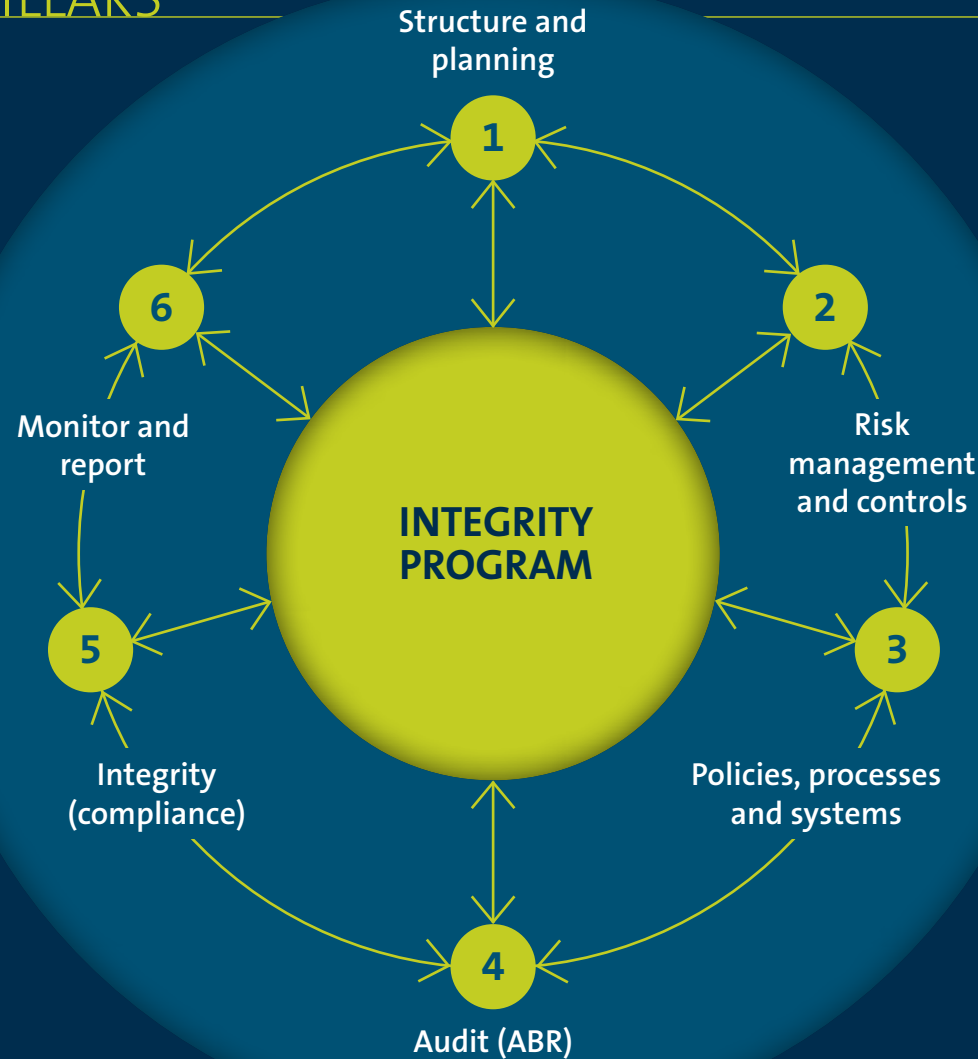 Structure and
planning
1
6
2
Monitor and
report
Risk
management
and controls
INTEGRITY
PROGRAM
5
3
Integrity
(compliance)
Policies, processes
and systems
4
Audit (ABR)